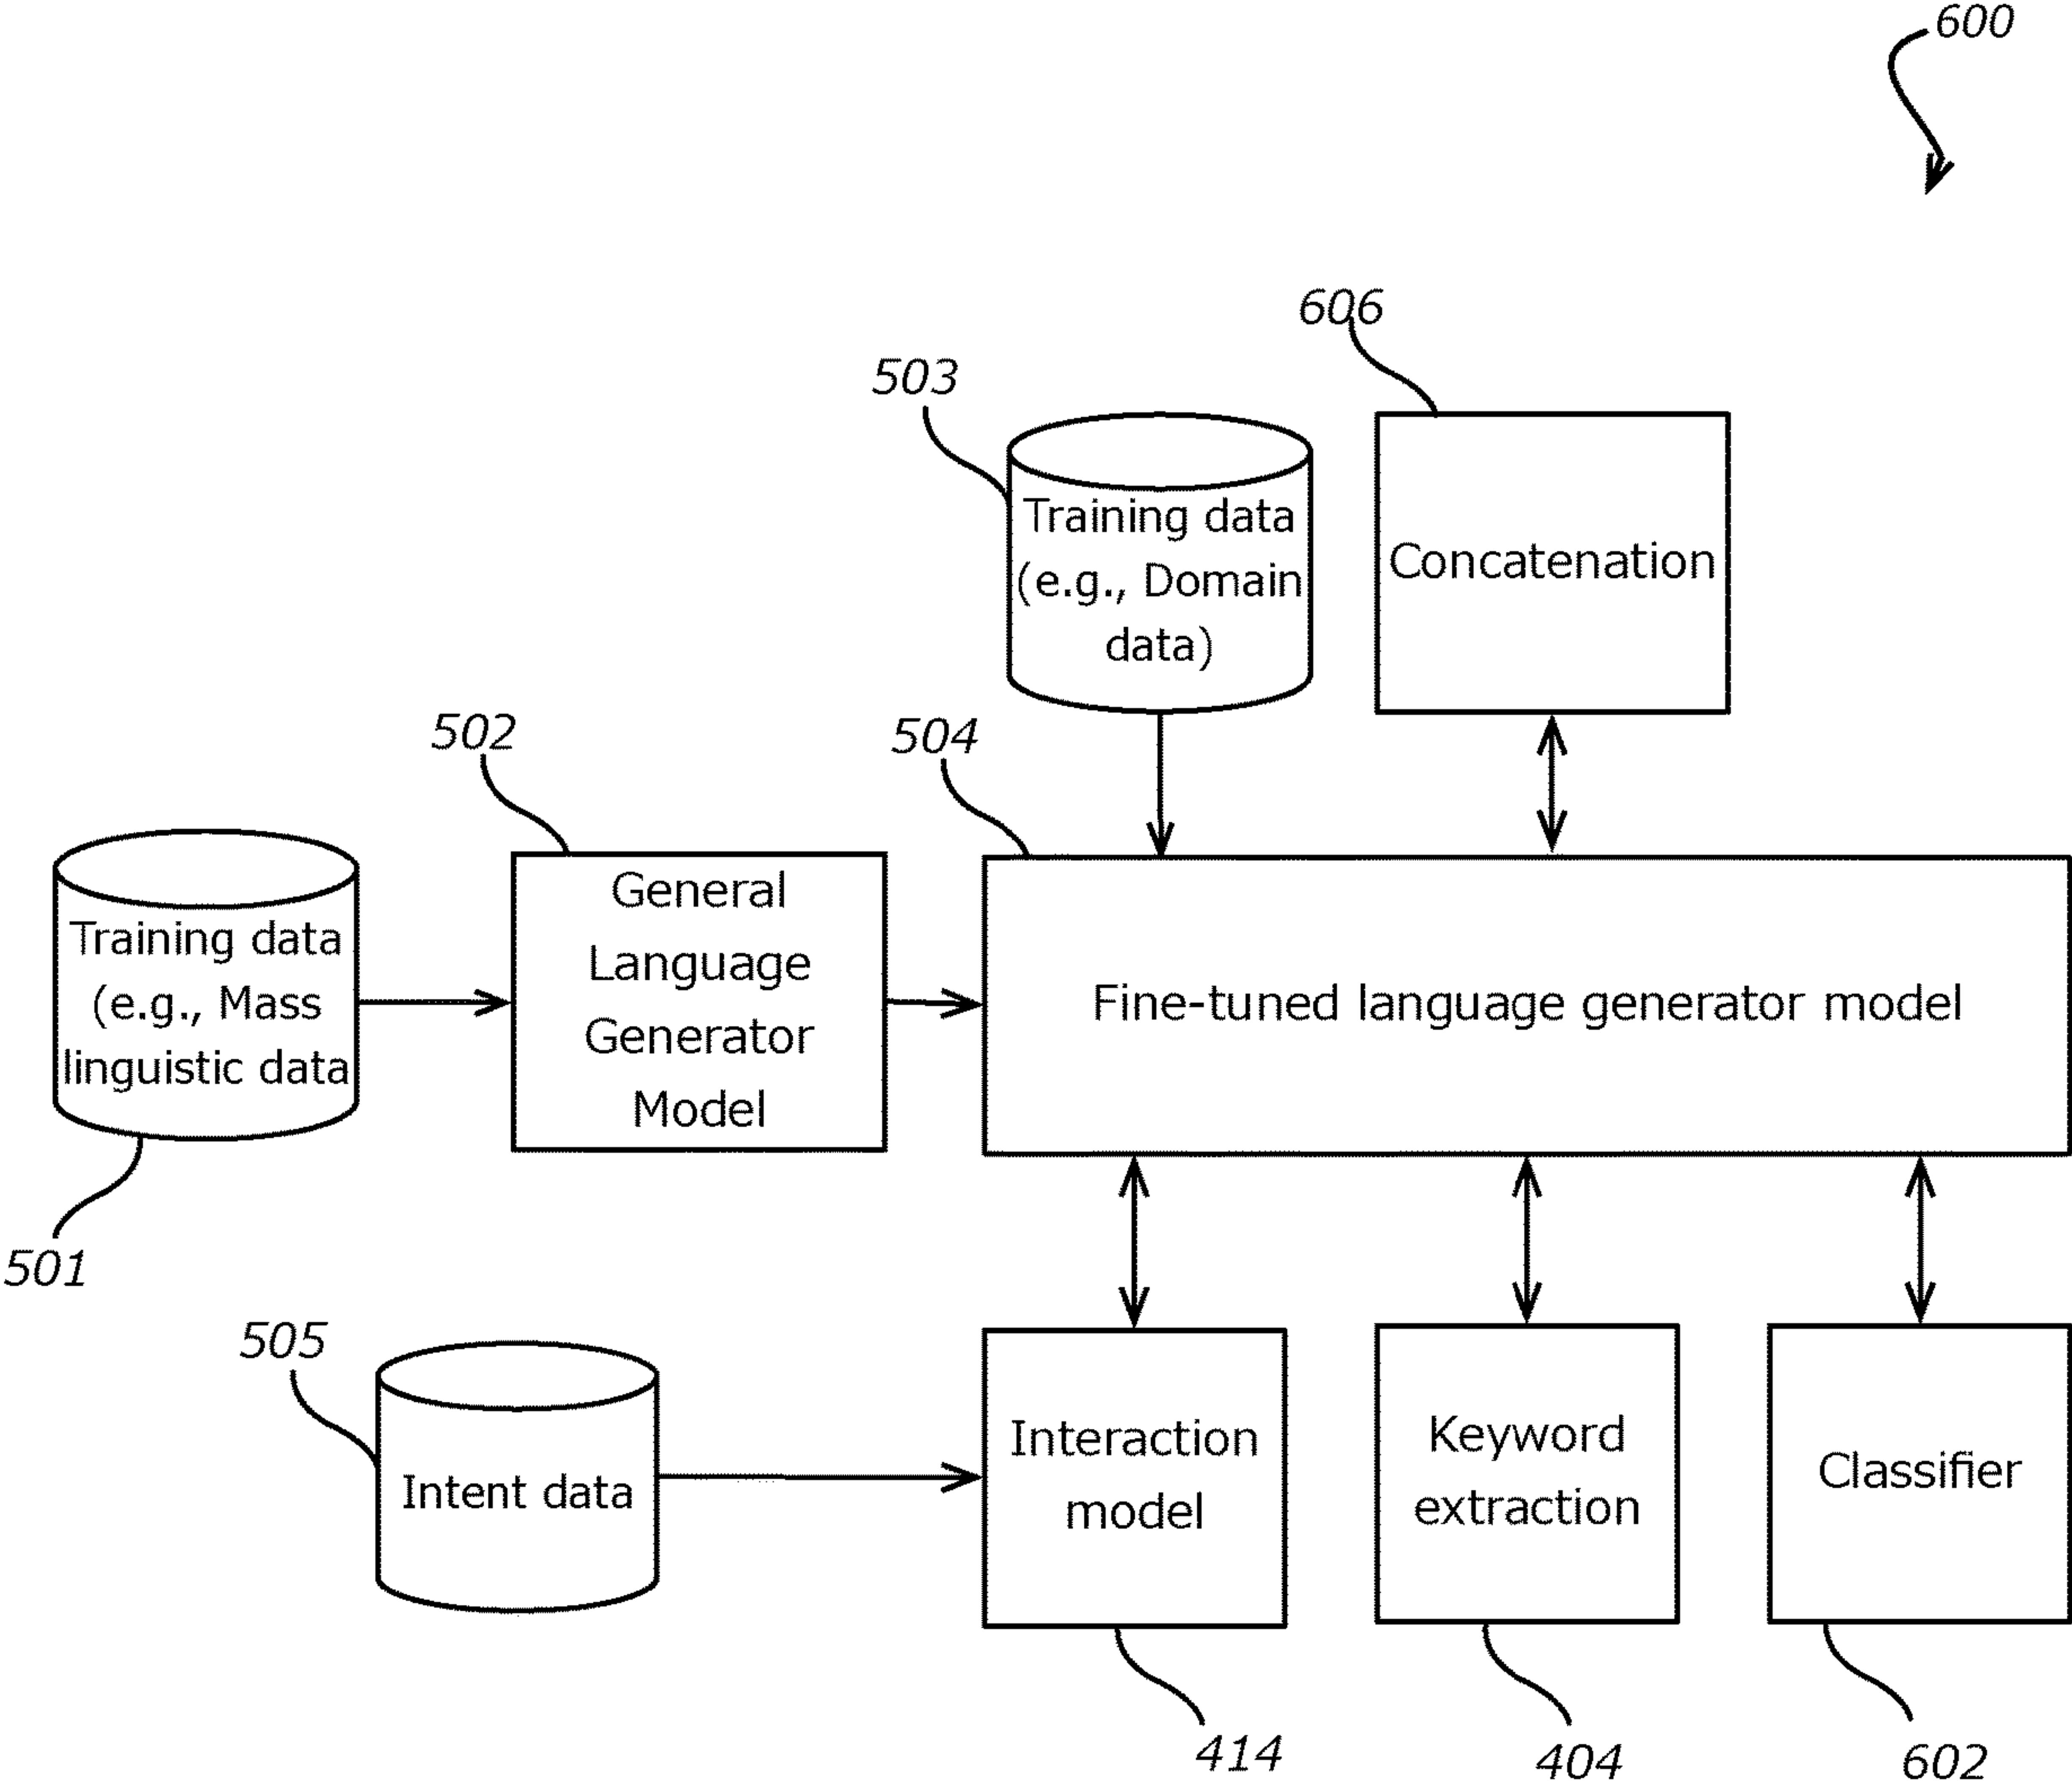 600
606
503
Training data
(e.g., Domain
data)
Concatenation
502
504
General
Language
Generator
Model
Training data
(e.g., Mass
linguistic data
Fine-tuned language generator model
501
505
Intent data
Interaction
model
Keyword
extraction
Classifier
414
404
602